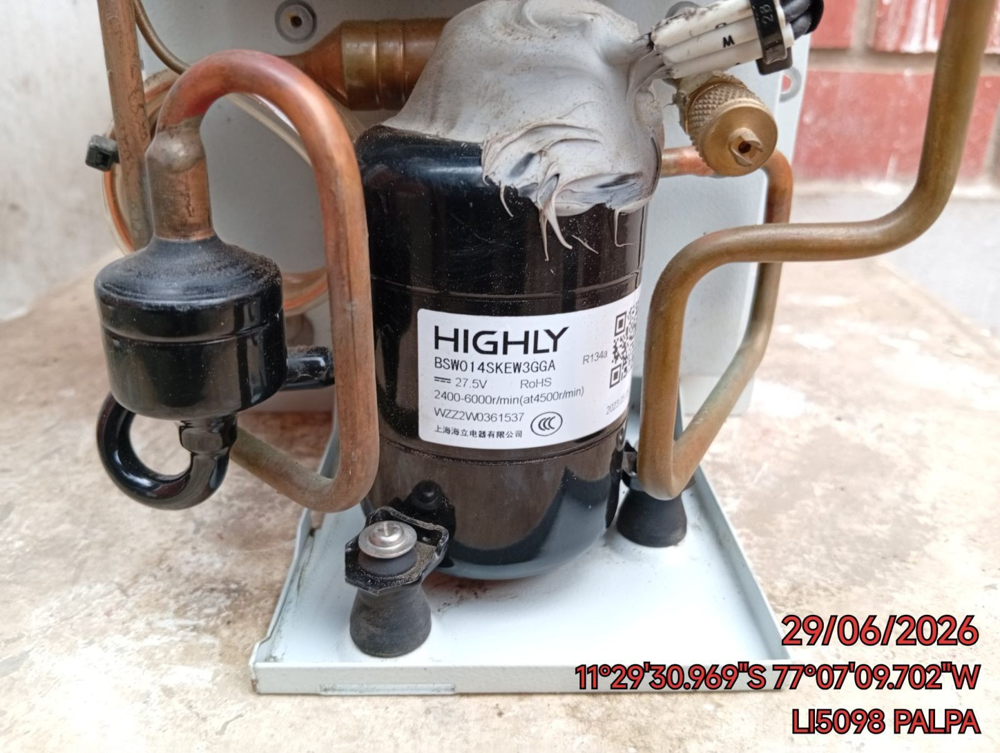 28
W
HIGHLY
BSW014SKEW3GGA
R134a
27.5V RoHS
2400-6000r/min(at4500r/min)
WZZ2W0361537
上海海立电器有限公司
29/06/2026
11°29'30.969"S 77°07'09.702"W
LI5098 PALPA